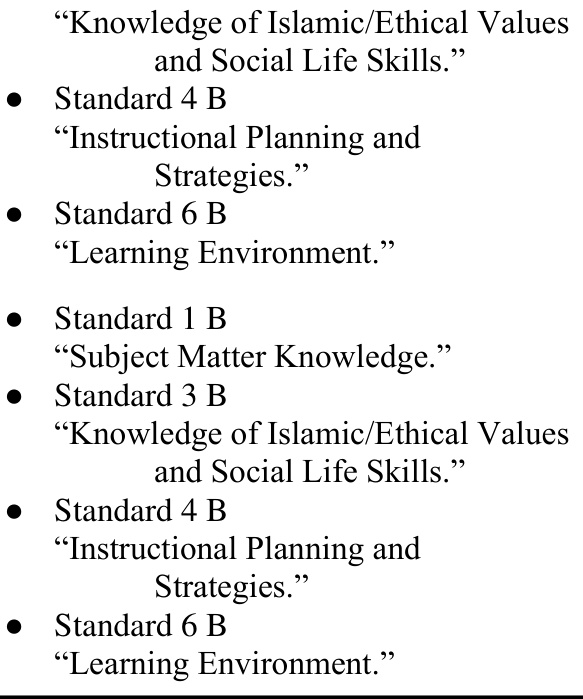 “Knowledge of Islamic/Ethical Values
and Social Life Skills.”
● Standard 4 B
“Instructional Planning and
Strategies.”
● Standard 6 B
“Learning Environment.”
● Standard 1 B
“Subject Matter Knowledge.”
● Standard 3 B
“Knowledge of Islamic/Ethical Values
and Social Life Skills.”
● Standard 4 B
“Instructional Planning and
Strategies.”
● Standard 6 B
“Learning Environment.”